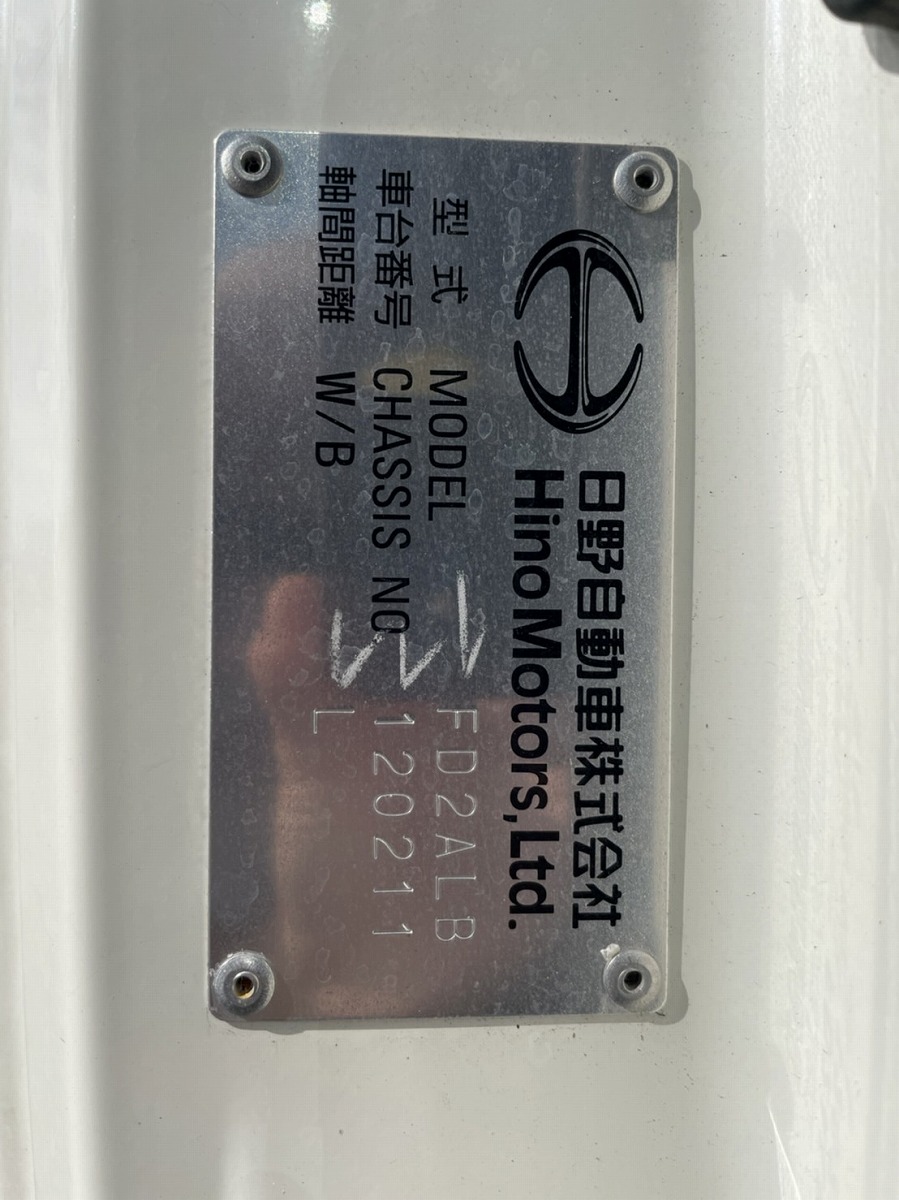 日野自動車株式会社
Hino Motors, Ltd.
型式 MODEL FD2ALB
車台番号 CHASSIS NO 120211
軸間距離 W/B L